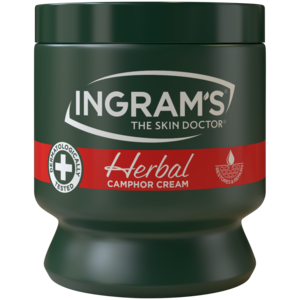 INGRAM'S
THE SKIN DOCTOR®
Herbal
CAMPHOR CREAM
DERMATOLOGICALLY
TESTED